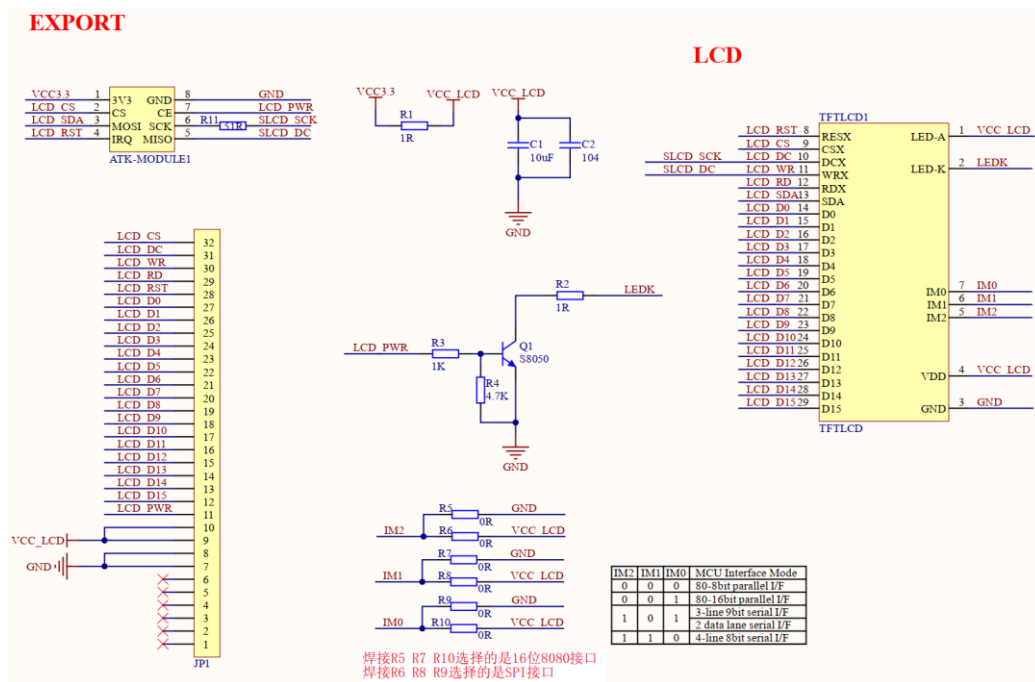 EXPORT
LCD
VCC3.3 1 3V3 GND 8 GND
LCD_CS 2 CS CE 7 LCD_PWR
LCD_SDA 3 MOSI SCK 6 R11 51R SLCD_SCK
LCD_RST 4 IRQ MISO 5 SLCD_DC
ATK-MODULE1
VCC3.3 VCC_LCD
R1
1R
VCC_LCD
C1
10uF
C2
104
GND
LCD_CS 32
LCD_DC 31
LCD_WR 30
LCD_RD 29
LCD_RST 28
LCD_D0 27
LCD_D1 26
LCD_D2 25
LCD_D3 24
LCD_D4 23
LCD_D5 22
LCD_D6 21
LCD_D7 20
LCD_D8 19
LCD_D9 18
LCD_D10 17
LCD_D11 16
LCD_D12 15
LCD_D13 14
LCD_D14 13
LCD_D15 12
LCD_PWR 11
10
VCC_LCD 9
8
GND 7
6
5
4
3
2
1
JP1
R2
1R
LEDK
LCD_PWR
R3
1K
Q1
S8050
R4
4.7K
GND
TFTLCD1
LCD_RST 8 RESX
LCD_CS 9 CSX
SLCD_SCK LCD_DC 10 DCX
SLCD_DC LCD_WR 11 WRX
LCD_RD 12 RDX
LCD_SDA 13 SDA
LCD_D0 14 D0
LCD_D1 15 D1
LCD_D2 16 D2
LCD_D3 17 D3
LCD_D4 18 D4
LCD_D5 19 D5
LCD_D6 20 D6
LCD_D7 21 D7
LCD_D8 22 D8
LCD_D9 23 D9
LCD_D10 24 D10
LCD_D11 25 D11
LCD_D12 26 D12
LCD_D13 27 D13
LCD_D14 28 D14
LCD_D15 29 D15
LED-A 1 VCC_LCD
LED-K 2 LEDK
IM0 7 IM0
IM1 6 IM1
IM2 5 IM2
VDD 4 VCC_LCD
GND 3 GND
TFTLCD
R5 0R GND
IM2 R6 0R VCC_LCD
R7 0R GND
IM1 R8 0R VCC_LCD
R9 0R GND
IM0 R10 0R VCC_LCD
焊接R5 R7 R10选择的是16位8080接口
焊接R6 R8 R9选择的是SPI接口
IM2 IM1 IM0 MCU Interface Mode
0 0 0 80-8bit parallel I/F
0 0 1 80-16bit parallel I/F
1 0 1 3-line 9bit serial I/F
2 data lane serial I/F
1 1 0 4-line 8bit serial I/F